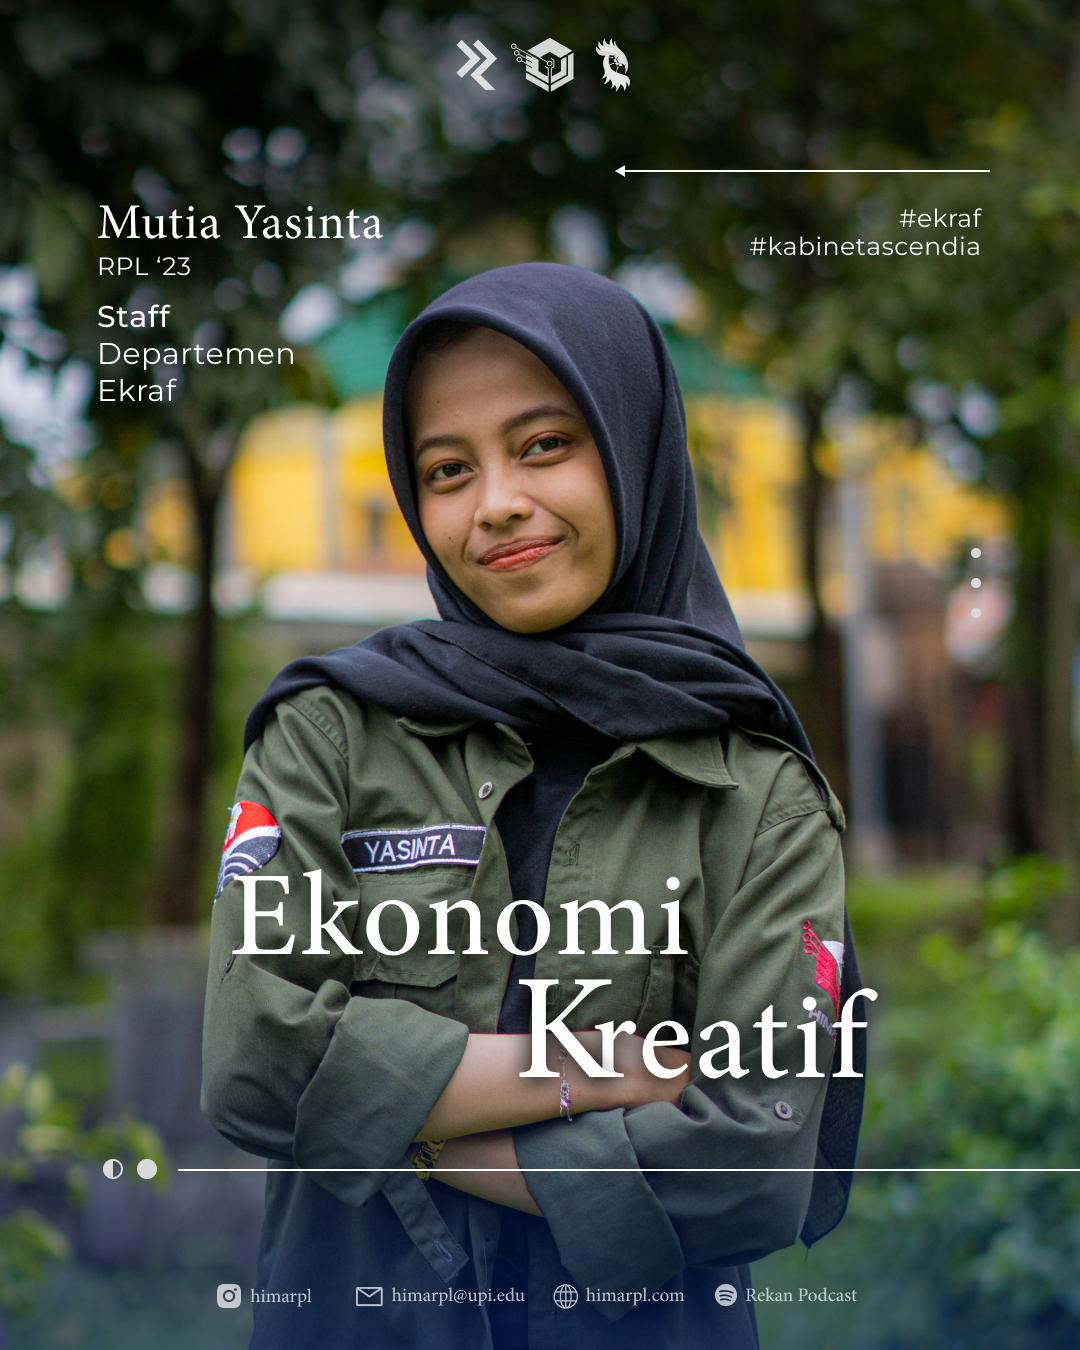 Mutia Yasinta
RPL ‘23
Staff
Departemen
Ekraf
#ekraf
#kabinetascendia
YASINTA
Ekonomi
Kreatif
himarpl
himarpl@upi.edu
himarpl.com
Rekan Podcast